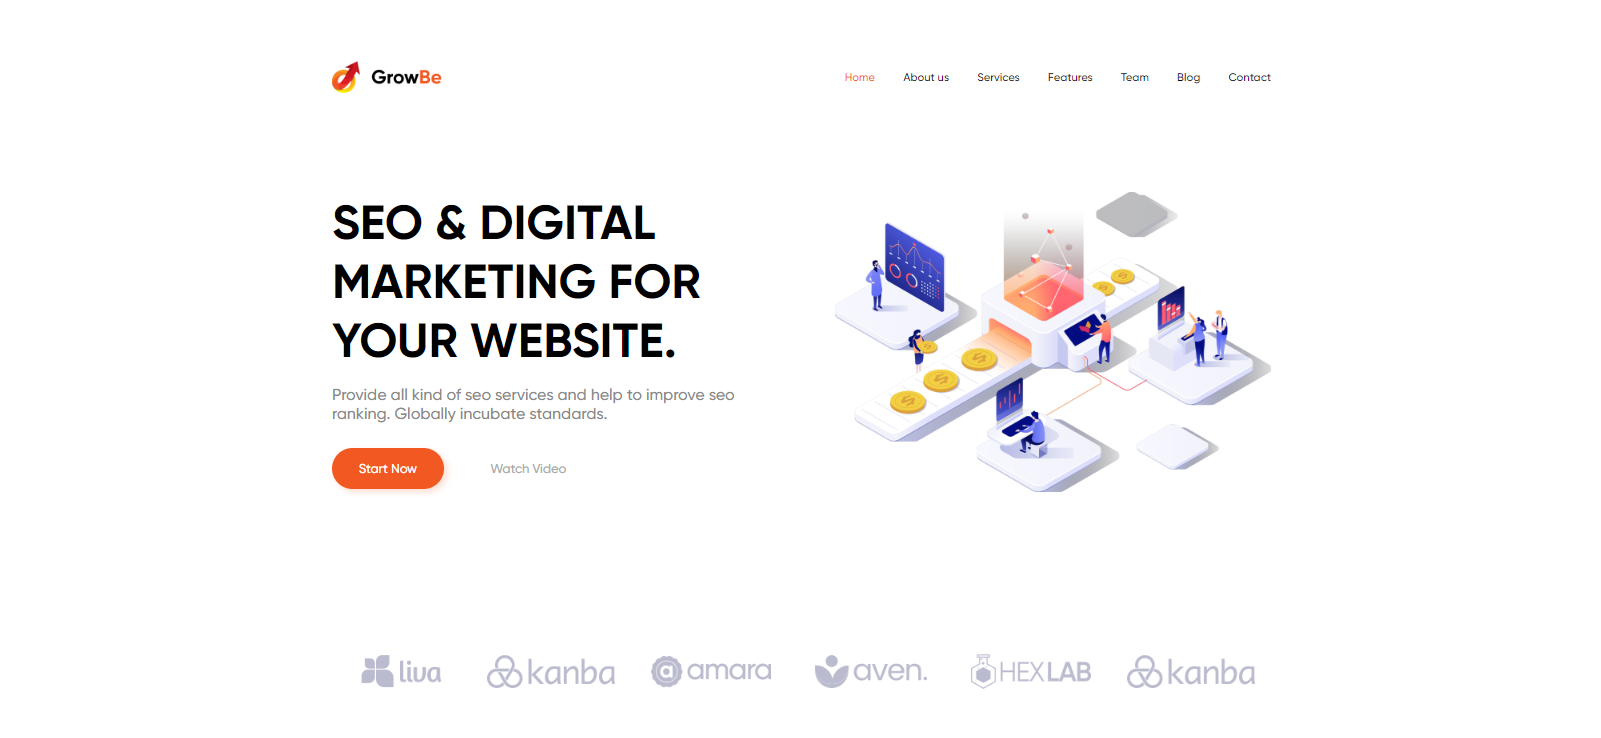 GrowBe
Home About us Services Features Team Blog Contact
SEO & DIGITAL
MARKETING FOR
YOUR WEBSITE.
Provide all kind of seo services and help to improve seo
ranking. Globally incubate standards.
Start Now Watch Video
liva kanba a amara aven. HEXLAB kanba